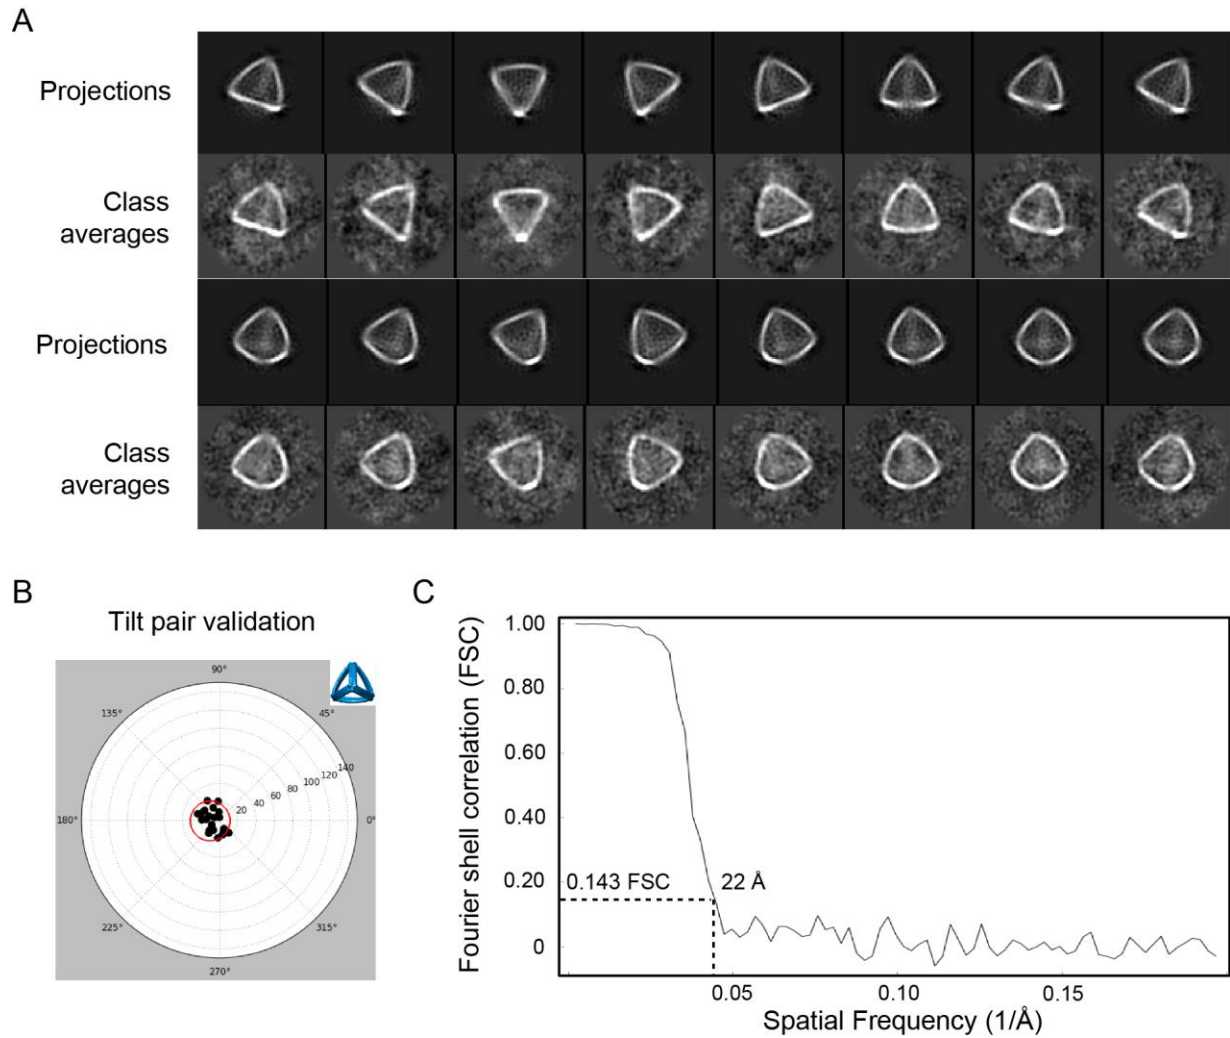 A
Projections
Class
averages
Projections
Class
averages
B
Tilt pair validation
90°
135°
45°
20 40 60 80 100 120 140
180°
0°
225°
315°
270°
C
Fourier shell correlation (FSC)
1.00
0.80
0.60
0.40
0.20
0
0.143 FSC
22 Å
0.05
0.10
0.15
Spatial Frequency (1/Å)